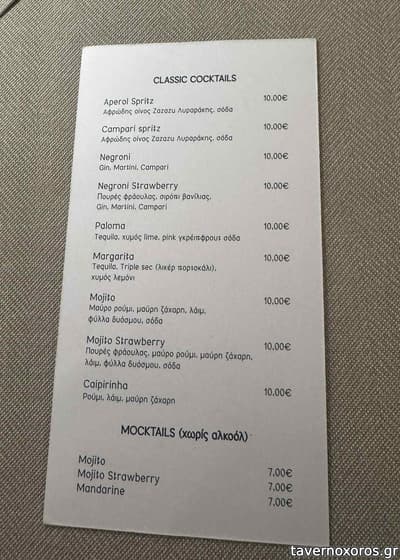 CLASSIC COCKTAILS
Aperol Spritz 10.00€
Αφρώδης οίνος Zazazu Λυραράκης, σόδα
Campari spritz 10.00€
Αφρώδης οίνος Zazazu Λυραράκης, σόδα
Negroni 10.00€
Gin, Martini, Campari
Negroni Strawberry 10.00€
Πουρές φράουλας, σιρόπι βανίλιας,
Gin, Martini, Campari
Paloma 10.00€
Tequila, χυμός lime, pink γκρέιπφρουτ σόδα
Margarita 10.00€
Tequila, Triple sec (λικέρ πορτοκάλι),
χυμός λεμόνι
Mojito 10.00€
Μαύρο ρούμι, μαύρη ζάχαρη, λάιμ,
φύλλα δυόσμου, σόδα
Mojito Strawberry 10.00€
Πουρές φράουλας, μαύρο ρούμι, μαύρη ζάχαρη,
λάιμ, φύλλα δυόσμου, σόδα
Caipirinha 10.00€
Ρούμι, λάιμ, μαύρη ζάχαρη
MOCKTAILS (χωρίς αλκοόλ)
Mojito 7.00€
Mojito Strawberry 7.00€
Mandarine 7.00€
tavernoxoros.gr